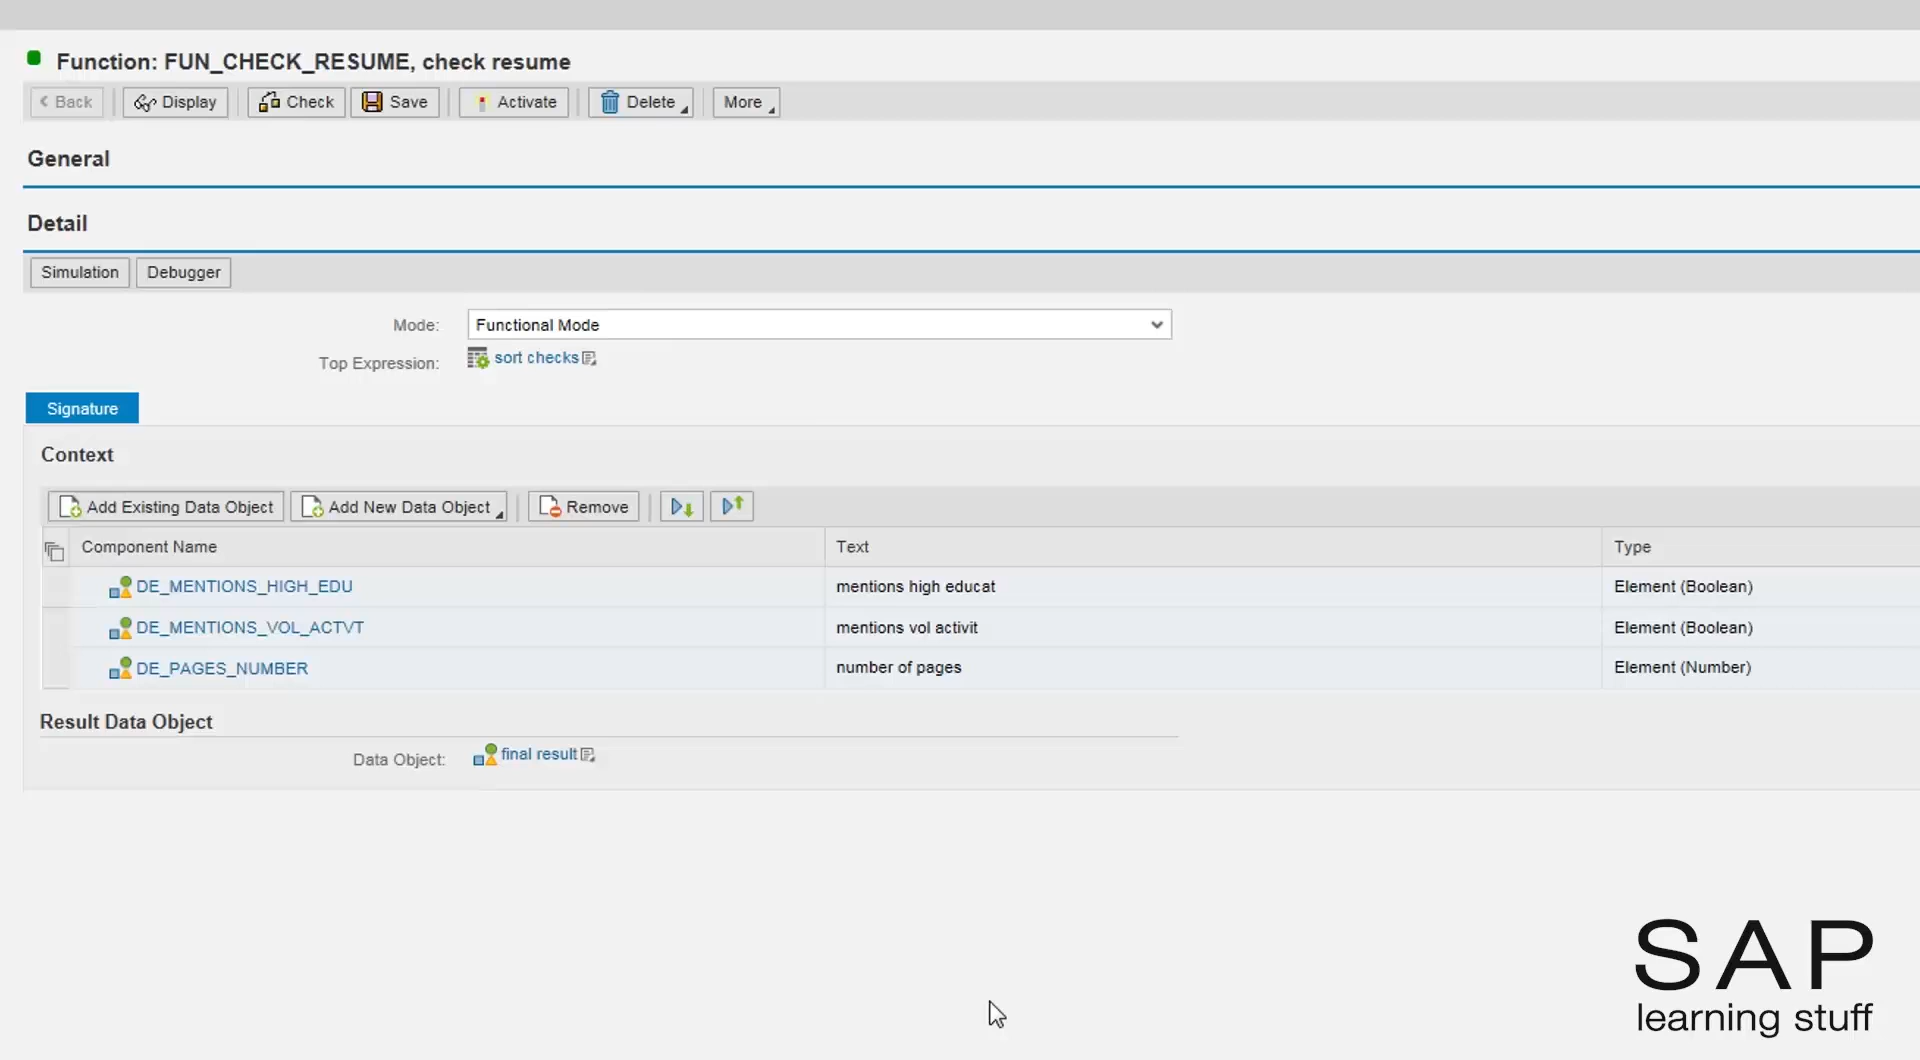 Function: FUN_CHECK_RESUME, check resume
Back Display Check Save Activate Delete More
General
Detail
Simulation Debugger
Mode: Functional Mode
Top Expression: sort checks
Signature
Context
Add Existing Data Object Add New Data Object Remove
Component Name Text Type
DE_MENTIONS_HIGH_EDU mentions high educat Element (Boolean)
DE_MENTIONS_VOL_ACTVT mentions vol activit Element (Boolean)
DE_PAGES_NUMBER number of pages Element (Number)
Result Data Object
Data Object: final result
SAP
learning stuff